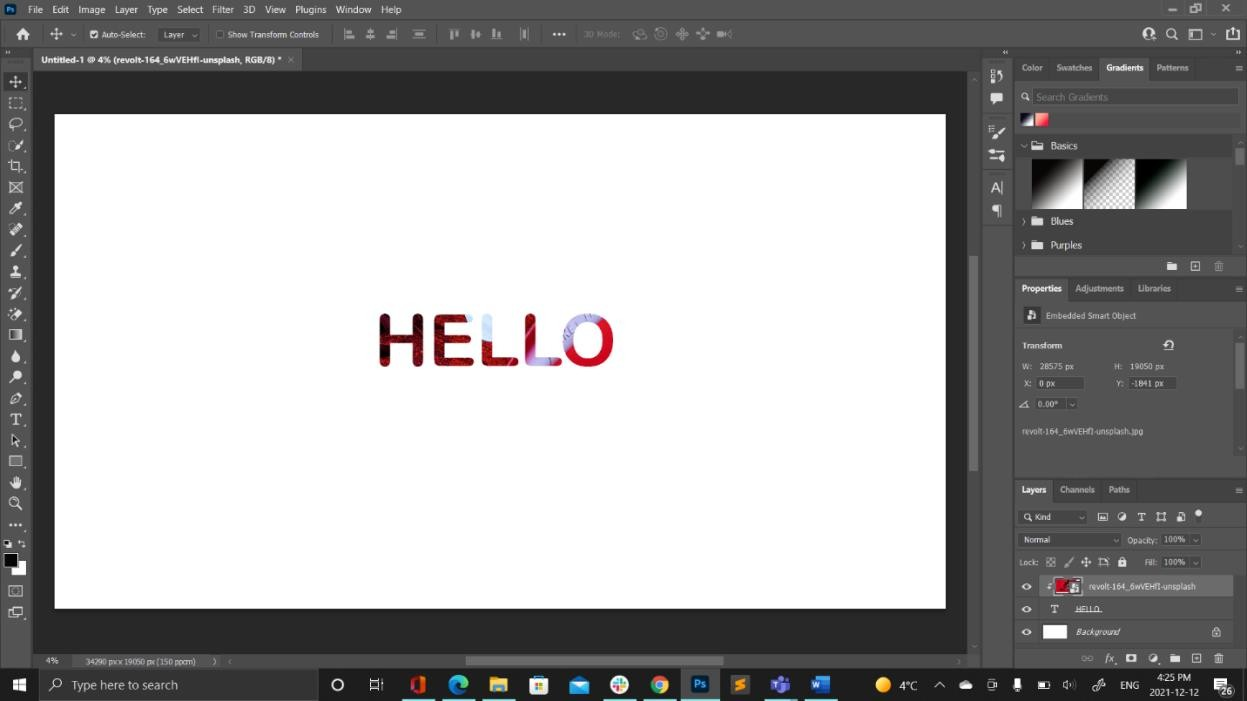 Ps File Edit Image Layer Type Select Filter 3D View Plugins Window Help
Auto-Select: Layer Show Transform Controls 3D Mode:
Untitled-1 @ 4% (revolt-164_6wVEHfI-unsplash, RGB/8) *
Color Swatches Gradients Patterns
Search Gradients
Basics
Blues
Purples
Properties Adjustments Libraries
Embedded Smart Object
Transform
W: 28575 px H: 19050 px
X: 0 px Y: -1841 px
0.00°
revolt-164_6wVEHfI-unsplash.jpg
HELLO
Layers Channels Paths
Kind
Normal Opacity: 100%
Lock: Fill: 100%
revolt-164_6wVEHfI-unsplash
HELLO
Background
4% 34290 px x 19050 px (150 ppcm)
Type here to search
4°C ENG 4:25 PM
2021-12-12
26